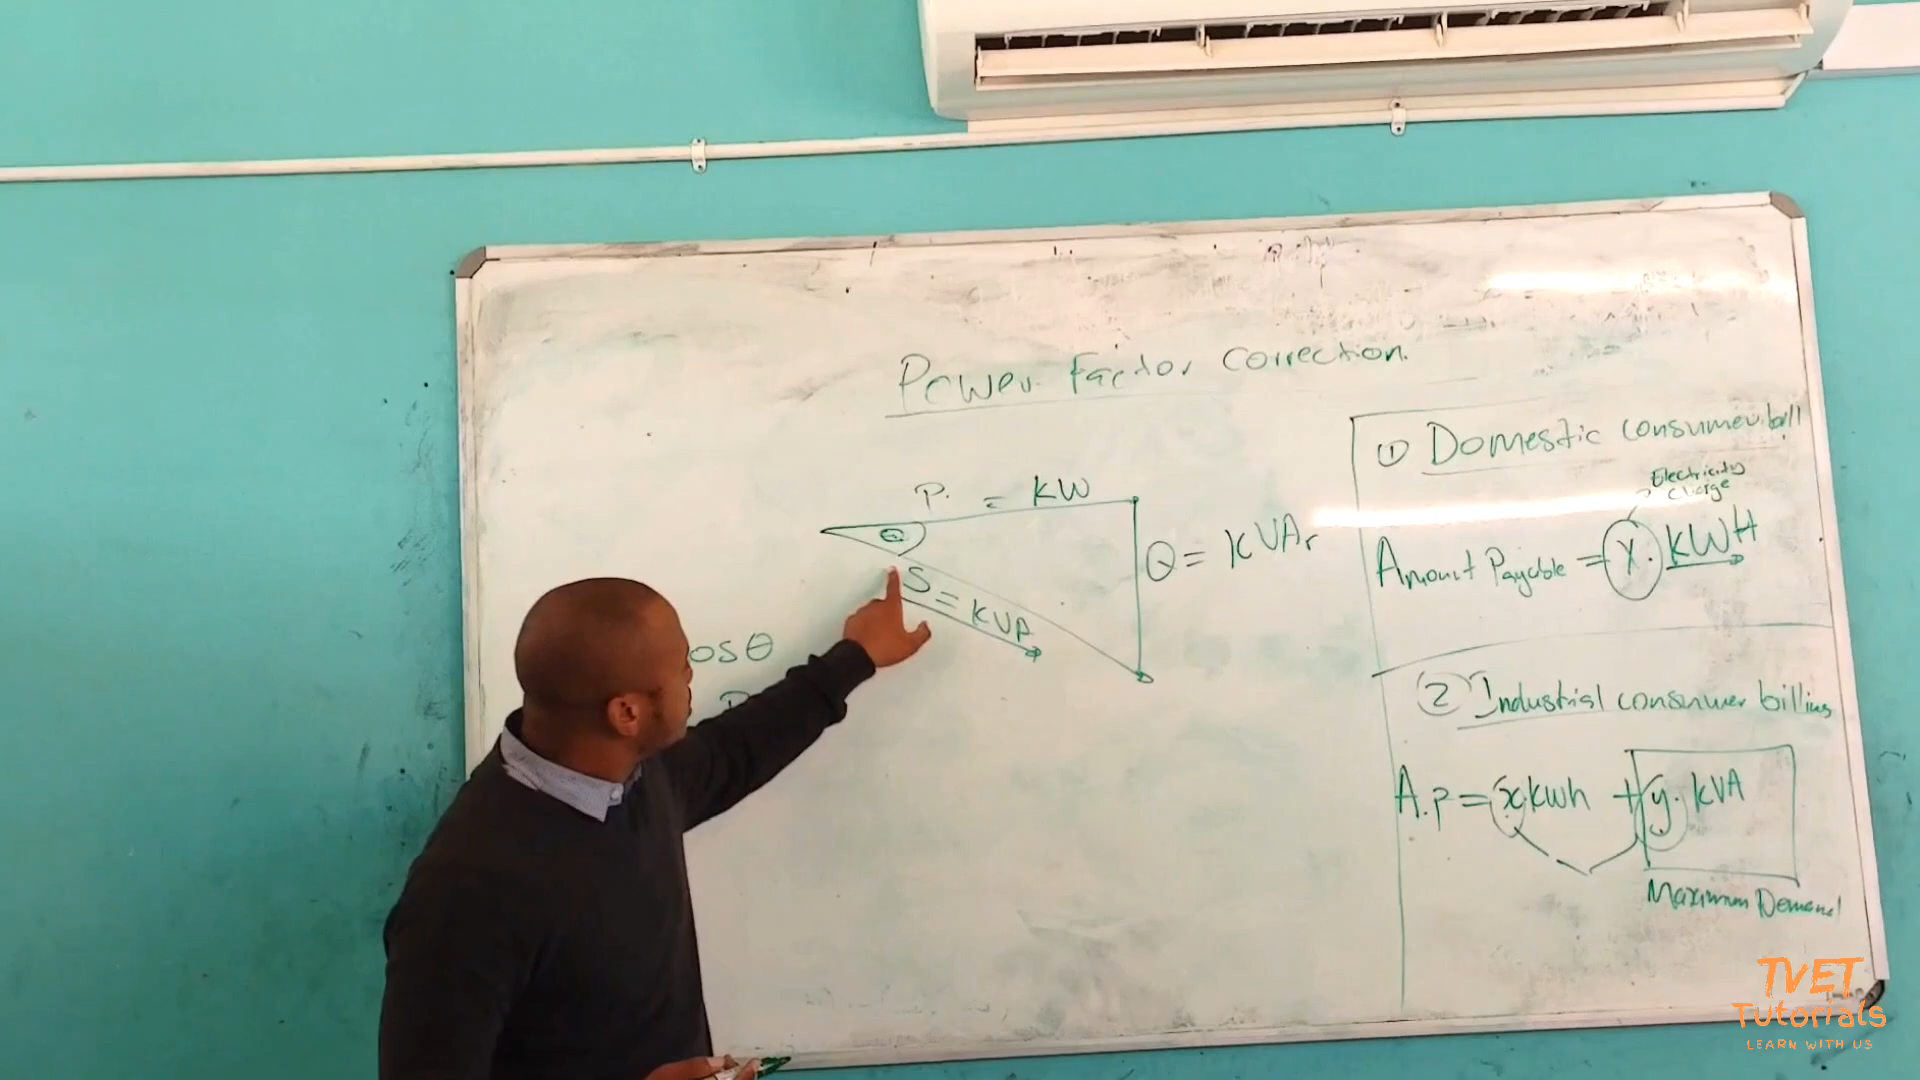 Power Factor correction.
P. = KW
θ
Q = KVAr
S = KVA
osθ
① Domestic consumer bill
Electricity
Charge
Amount Payable = x. KWH
② Industrial consumer billing
A.P = x kwh + y. KVA
Maximum Demand
TVET
Tutorials
LEARN WITH US